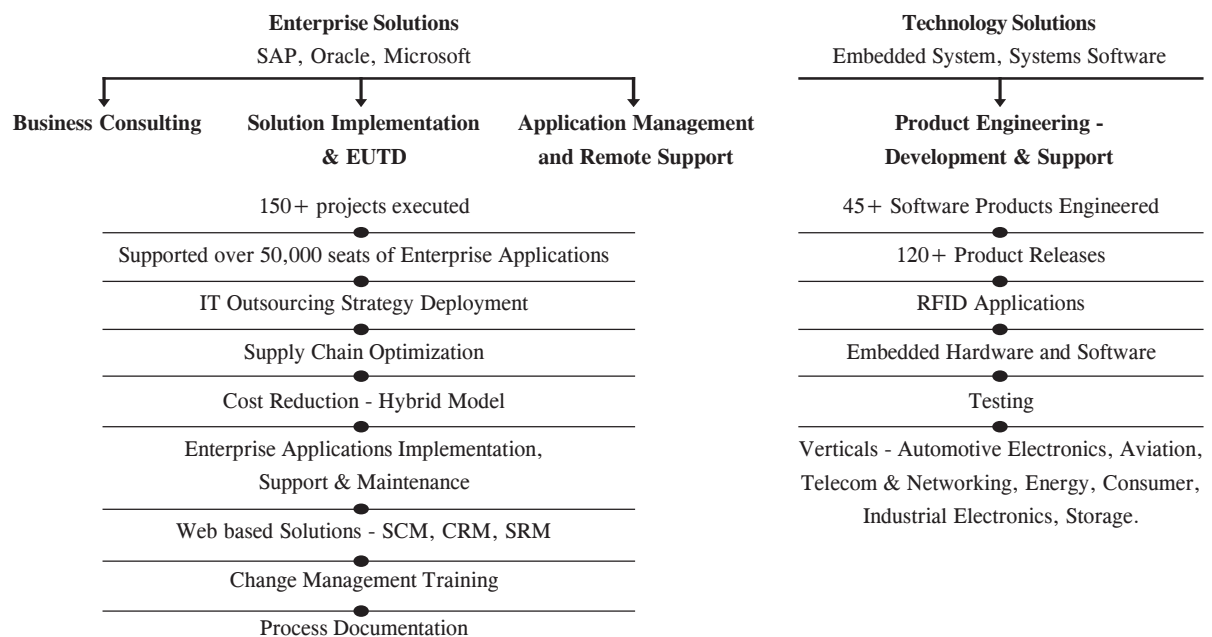 Enterprise Solutions
SAP, Oracle, Microsoft
Business Consulting
Solution Implementation
& EUTD
Application Management
and Remote Support
150+ projects executed
Supported over 50,000 seats of Enterprise Applications
IT Outsourcing Strategy Deployment
Supply Chain Optimization
Cost Reduction - Hybrid Model
Enterprise Applications Implementation,
Support & Maintenance
Web based Solutions - SCM, CRM, SRM
Change Management Training
Process Documentation
Technology Solutions
Embedded System, Systems Software
Product Engineering -
Development & Support
45+ Software Products Engineered
120+ Product Releases
RFID Applications
Embedded Hardware and Software
Testing
Verticals - Automotive Electronics, Aviation,
Telecom & Networking, Energy, Consumer,
Industrial Electronics, Storage.